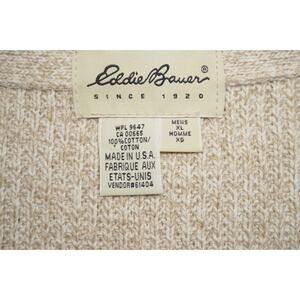 Eddie Bauer®
SINCE 1920
WPL 9647
CA 00665
100% COTTON/
COTON
MADE IN U.S.A.
FABRIQUE AUX
ETATS-UNIS
VENDOR#61404
MENS
XL
HOMME
XG